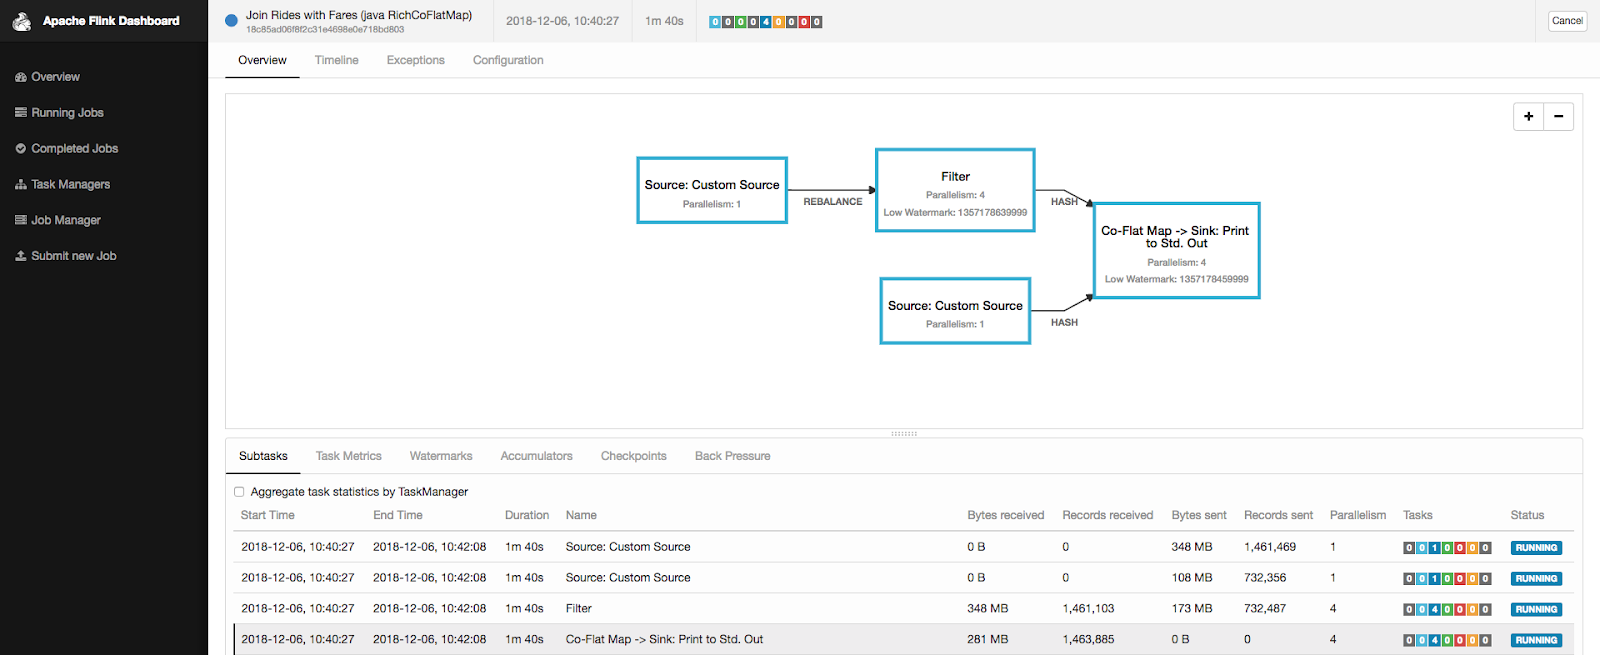 Apache Flink Dashboard
Join Rides with Fares (java RichCoFlatMap)
18c85ad06f8f2c31e4698e0e718bd803
2018-12-06, 10:40:27
1m 40s
0 0 0 0 4 0 0 0 0
Cancel
Overview
Running Jobs
Completed Jobs
Task Managers
Job Manager
Submit new Job
Overview Timeline Exceptions Configuration
+ −
Source: Custom Source
Parallelism: 1
REBALANCE
Filter
Parallelism: 4
Low Watermark: 1357178639999
HASH
Co-Flat Map -> Sink: Print
to Std. Out
Parallelism: 4
Low Watermark: 1357178459999
Source: Custom Source
Parallelism: 1
HASH
Subtasks Task Metrics Watermarks Accumulators Checkpoints Back Pressure
Aggregate task statistics by TaskManager
Start Time End Time Duration Name Bytes received Records received Bytes sent Records sent Parallelism Tasks Status
2018-12-06, 10:40:27 2018-12-06, 10:42:08 1m 40s Source: Custom Source 0 B 0 348 MB 1,461,469 1 0 0 1 0 0 0 0 RUNNING
2018-12-06, 10:40:27 2018-12-06, 10:42:08 1m 40s Source: Custom Source 0 B 0 108 MB 732,356 1 0 0 1 0 0 0 0 RUNNING
2018-12-06, 10:40:27 2018-12-06, 10:42:08 1m 40s Filter 348 MB 1,461,103 173 MB 732,487 4 0 0 4 0 0 0 0 RUNNING
2018-12-06, 10:40:27 2018-12-06, 10:42:08 1m 40s Co-Flat Map -> Sink: Print to Std. Out 281 MB 1,463,885 0 B 0 4 0 0 4 0 0 0 0 RUNNING